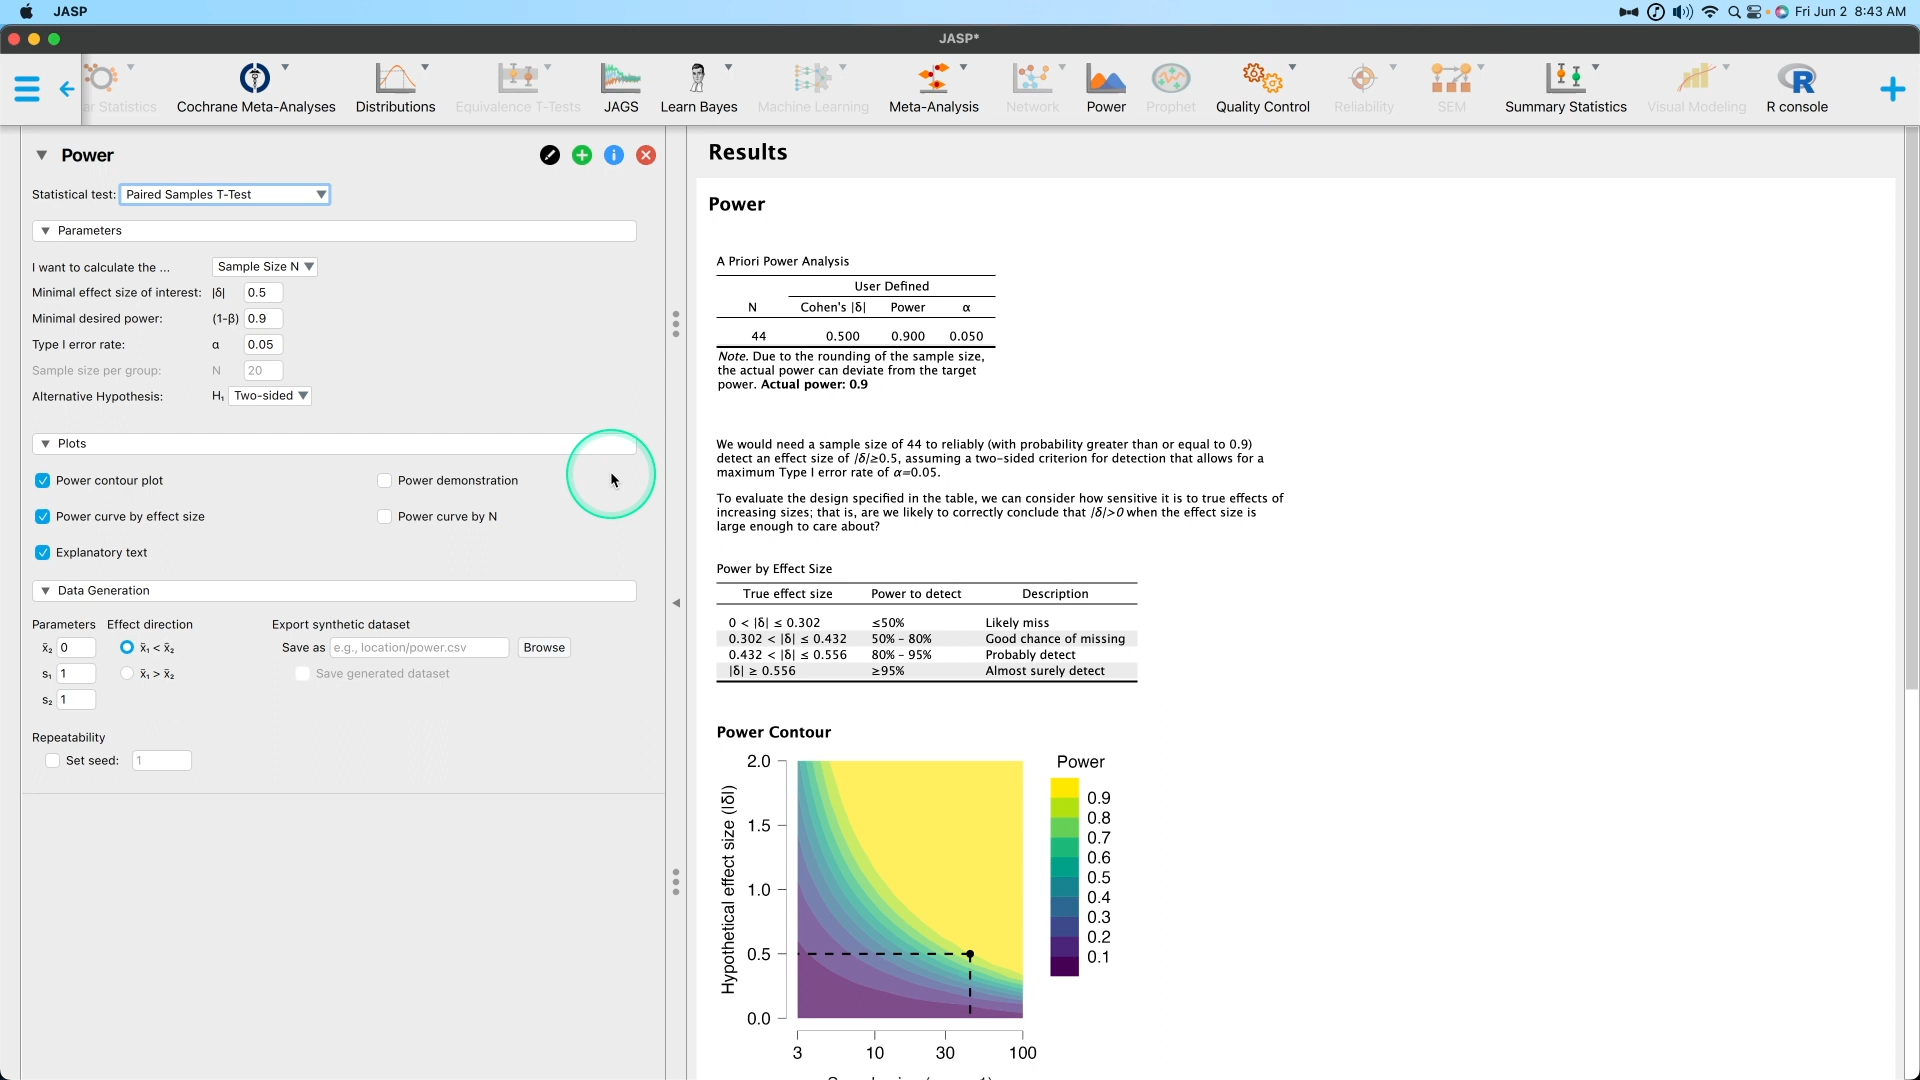 JASP
Fri Jun 2 8:43 AM
JASP*
ar Statistics
Cochrane Meta-Analyses
Distributions
Equivalence T-Tests
JAGS
Learn Bayes
Machine Learning
Meta-Analysis
Network
Power
Prophet
Quality Control
Reliability
SEM
Summary Statistics
Visual Modeling
R console
Power
Statistical test: Paired Samples T-Test
Parameters
I want to calculate the ... Sample Size N
Minimal effect size of interest: |δ| 0.5
Minimal desired power: (1-β) 0.9
Type I error rate: α 0.05
Sample size per group: N 20
Alternative Hypothesis: H₁ Two-sided
Plots
Power contour plot
Power demonstration
Power curve by effect size
Power curve by N
Explanatory text
Data Generation
Parameters Effect direction Export synthetic dataset
x̄₂ 0 x̄₁ < x̄₂ Save as e.g., location/power.csv Browse
s₁ 1 x̄₁ > x̄₂ Save generated dataset
s₂ 1
Repeatability
Set seed: 1
Results
Power
A Priori Power Analysis
User Defined
N Cohen's |δ| Power α
44 0.500 0.900 0.050
Note. Due to the rounding of the sample size,
the actual power can deviate from the target
power. Actual power: 0.9
We would need a sample size of 44 to reliably (with probability greater than or equal to 0.9)
detect an effect size of |δ|≥0.5, assuming a two-sided criterion for detection that allows for a
maximum Type I error rate of α=0.05.
To evaluate the design specified in the table, we can consider how sensitive it is to true effects of
increasing sizes; that is, are we likely to correctly conclude that |δ|>0 when the effect size is
large enough to care about?
Power by Effect Size
True effect size Power to detect Description
0 < |δ| ≤ 0.302 ≤50% Likely miss
0.302 < |δ| ≤ 0.432 50% – 80% Good chance of missing
0.432 < |δ| ≤ 0.556 80% – 95% Probably detect
|δ| ≥ 0.556 ≥95% Almost surely detect
Power Contour
Hypothetical effect size (|δ|)
2.0
1.5
1.0
0.5
0.0
3 10 30 100
Power
0.9
0.8
0.7
0.6
0.5
0.4
0.3
0.2
0.1